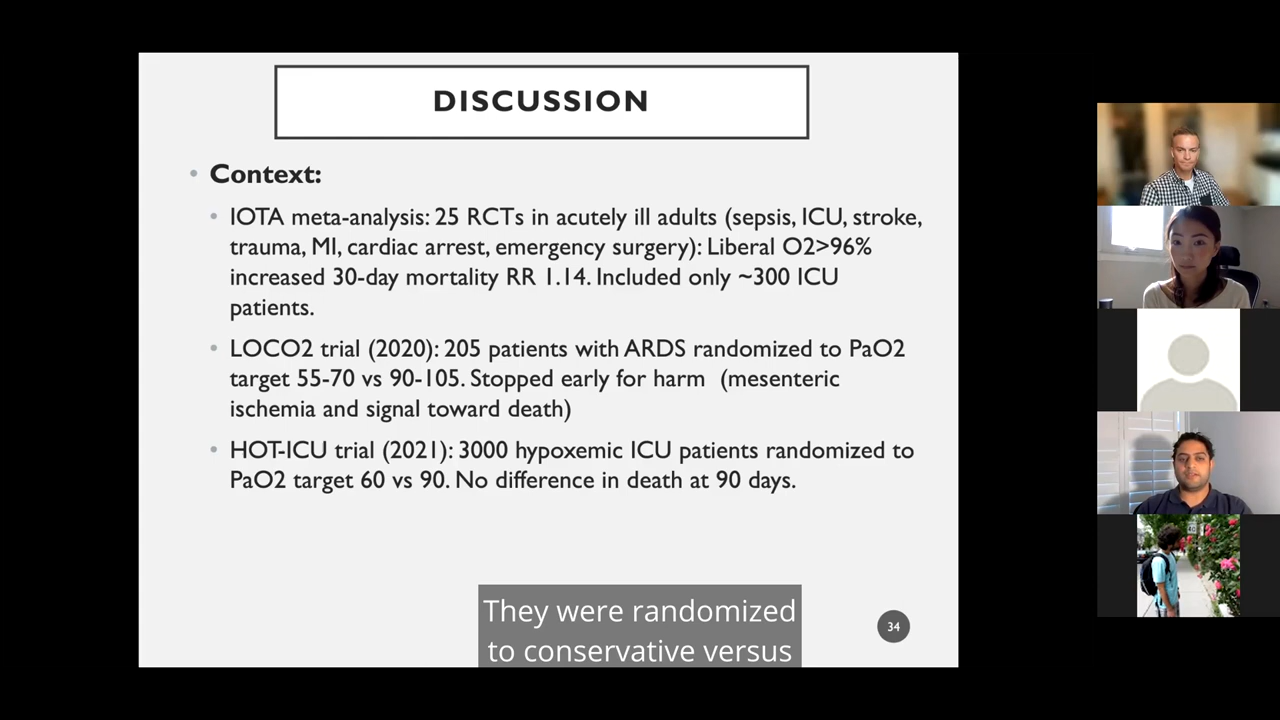 DISCUSSION
• Context:
• IOTA meta-analysis: 25 RCTs in acutely ill adults (sepsis, ICU, stroke,
trauma, MI, cardiac arrest, emergency surgery): Liberal O2>96%
increased 30-day mortality RR 1.14. Included only ~300 ICU
patients.
• LOCO2 trial (2020): 205 patients with ARDS randomized to PaO2
target 55-70 vs 90-105. Stopped early for harm (mesenteric
ischemia and signal toward death)
• HOT-ICU trial (2021): 3000 hypoxemic ICU patients randomized to
PaO2 target 60 vs 90. No difference in death at 90 days.
They were randomized
to conservative versus
34